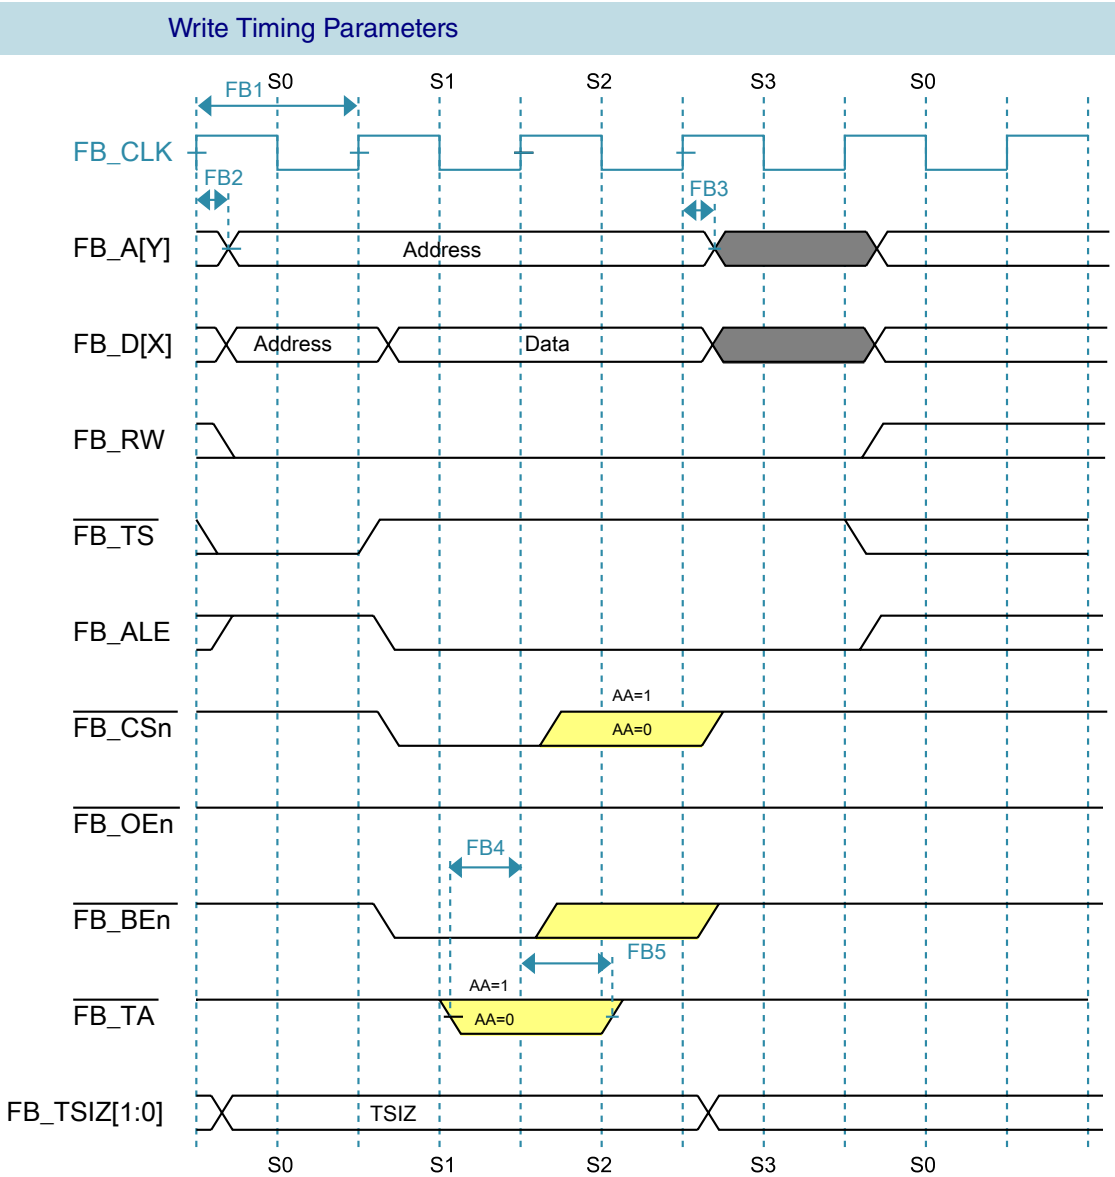 Write Timing Parameters
S0 S1 S2 S3 S0
FB1
FB_CLK
FB2
FB3
FB_A[Y]
Address
FB_D[X]
Address Data
FB_RW
FB_TS
FB_ALE
AA=1
FB_CSn
AA=0
FB_OEn
FB4
FB_BEn
FB5
AA=1
FB_TA
AA=0
FB_TSIZ[1:0]
TSIZ
S0 S1 S2 S3 S0